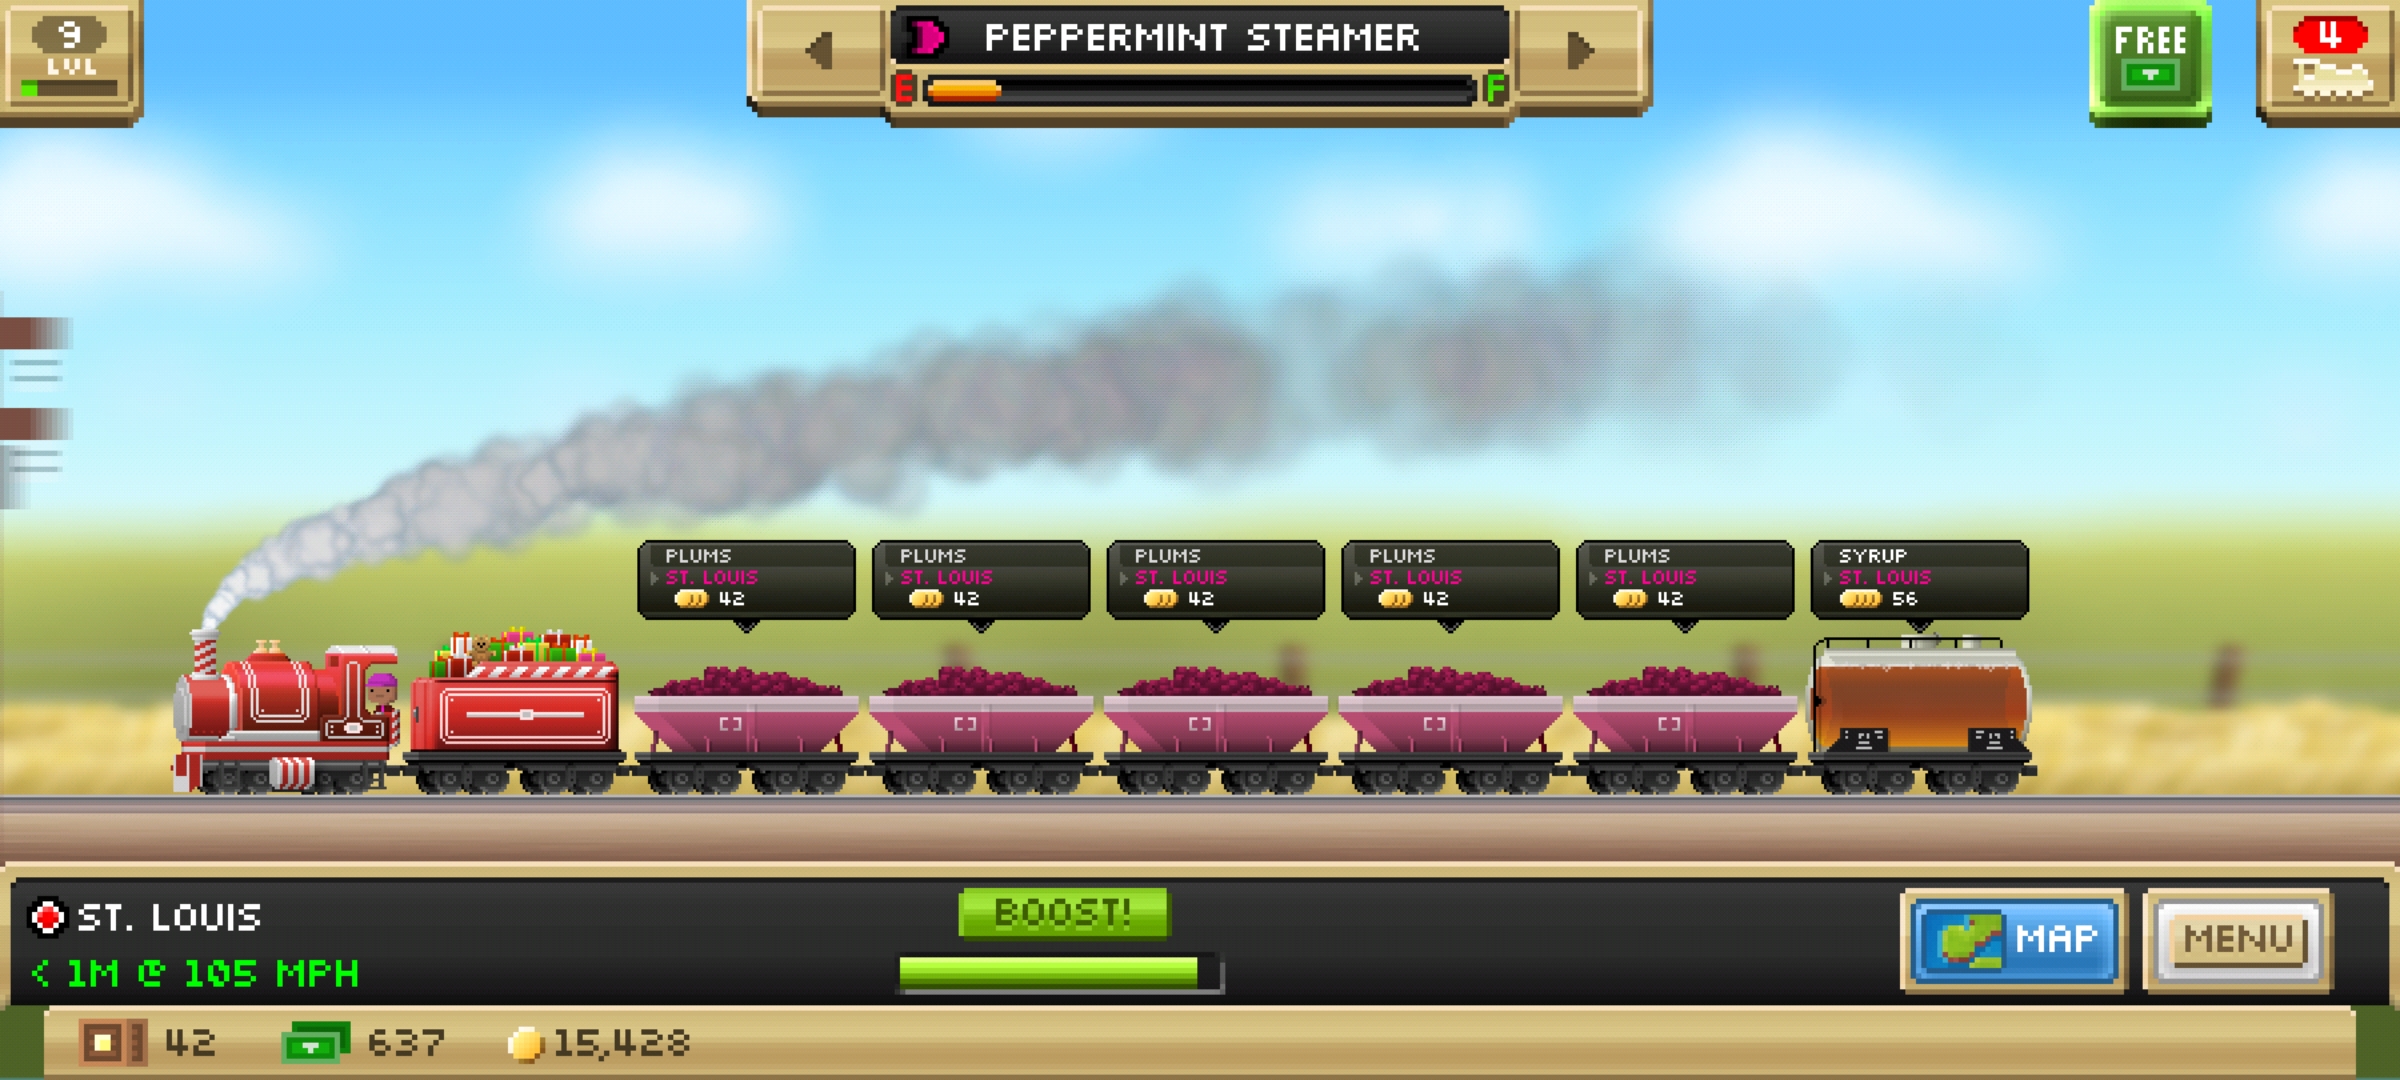 9
LVL
PEPPERMINT STEAMER
E
F
FREE
4
PLUMS
ST. LOUIS
42
PLUMS
ST. LOUIS
42
PLUMS
ST. LOUIS
42
PLUMS
ST. LOUIS
42
PLUMS
ST. LOUIS
42
SYRUP
ST. LOUIS
56
ST. LOUIS
< 1M @ 105 MPH
BOOST!
MAP
MENU
42
637
15,428